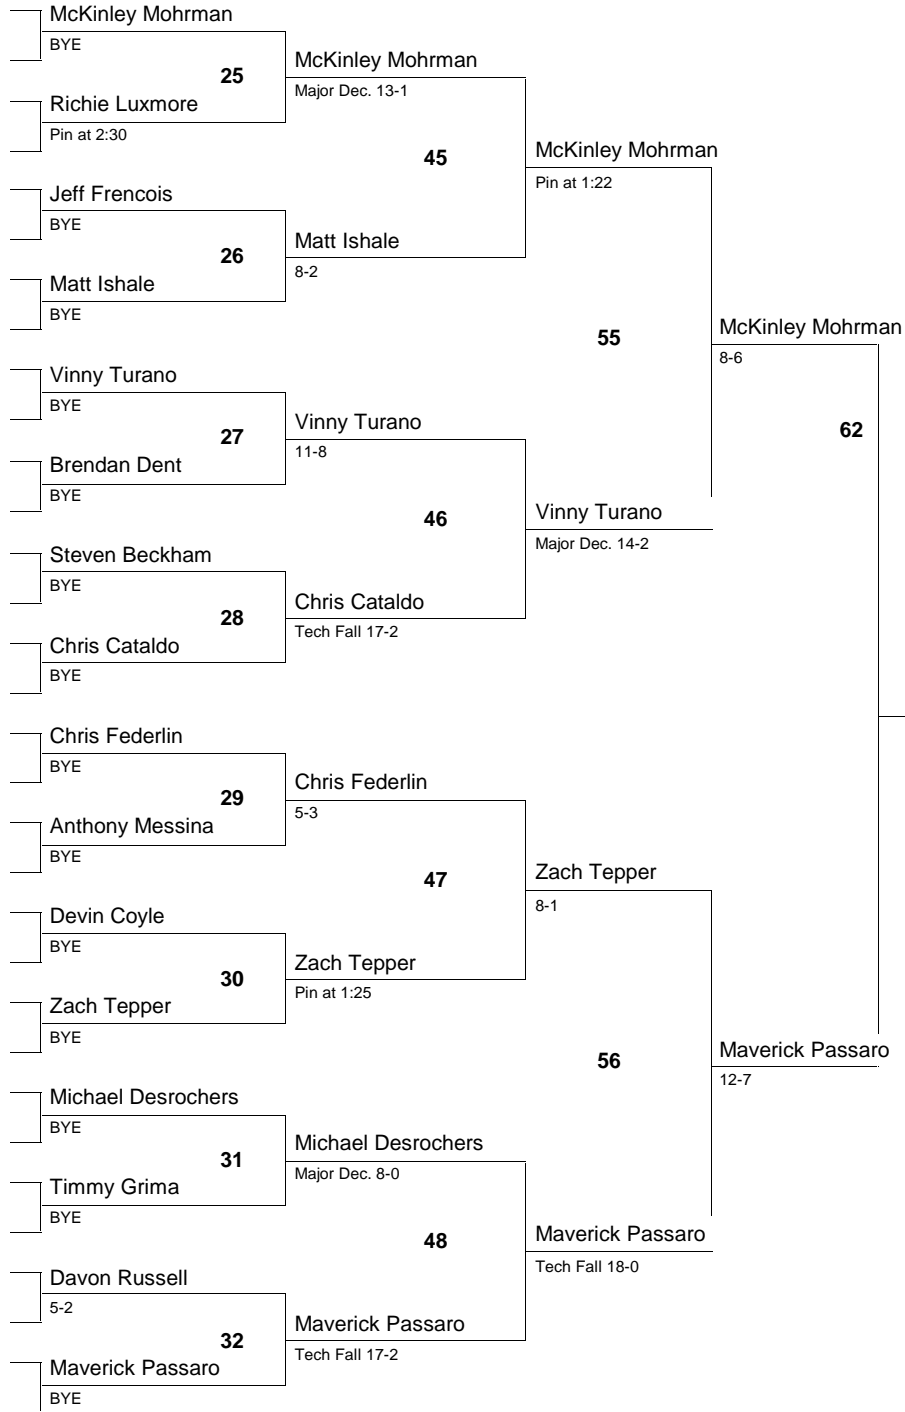 McKinley Mohrman
BYE
25
McKinley Mohrman
Major Dec. 13-1
Richie Luxmore
Pin at 2:30
45
McKinley Mohrman
Pin at 1:22
Jeff Frencois
BYE
26
Matt Ishale
8-2
Matt Ishale
BYE
55
McKinley Mohrman
8-6
Vinny Turano
BYE
27
Vinny Turano
11-8
62
Brendan Dent
BYE
46
Vinny Turano
Major Dec. 14-2
Steven Beckham
BYE
28
Chris Cataldo
Tech Fall 17-2
Chris Cataldo
BYE
Chris Federlin
BYE
29
Chris Federlin
5-3
Anthony Messina
BYE
47
Zach Tepper
8-1
Devin Coyle
BYE
30
Zach Tepper
Pin at 1:25
Zach Tepper
BYE
56
Maverick Passaro
12-7
Michael Desrochers
BYE
31
Michael Desrochers
Major Dec. 8-0
Timmy Grima
BYE
48
Maverick Passaro
Tech Fall 18-0
Davon Russell
5-2
32
Maverick Passaro
Tech Fall 17-2
Maverick Passaro
BYE